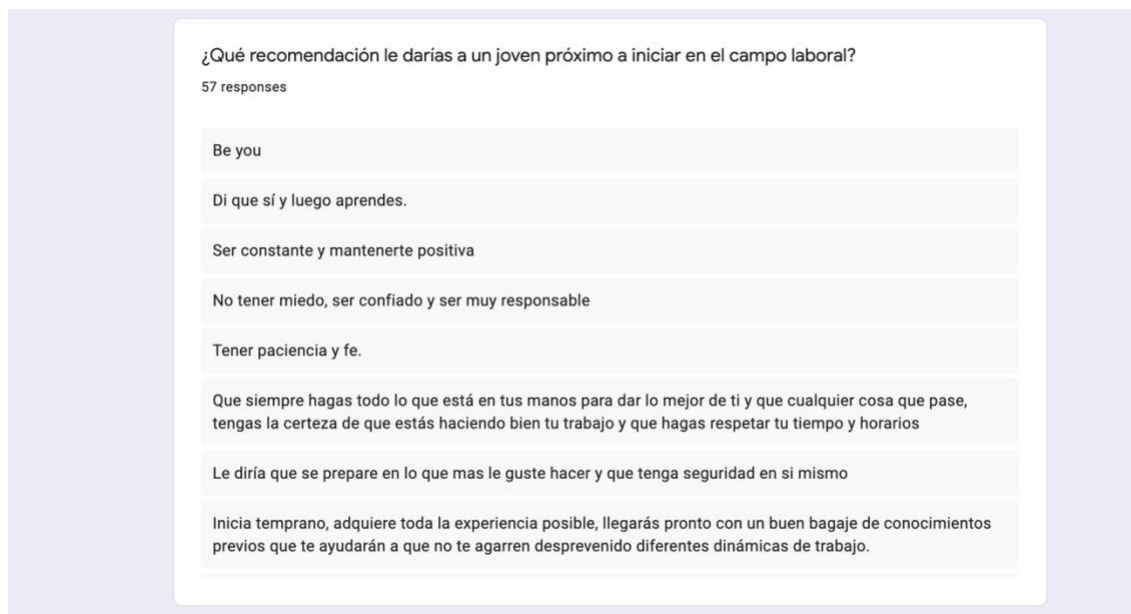 ¿Qué recomendación le darías a un joven próximo a iniciar en el campo laboral?
57 responses
Be you
Di que sí y luego aprendes.
Ser constante y mantenerte positiva
No tener miedo, ser confiado y ser muy responsable
Tener paciencia y fe.
Que siempre hagas todo lo que está en tus manos para dar lo mejor de ti y que cualquier cosa que pase,
tengas la certeza de que estás haciendo bien tu trabajo y que hagas respetar tu tiempo y horarios
Le diría que se prepare en lo que mas le guste hacer y que tenga seguridad en si mismo
Inicia temprano, adquiere toda la experiencia posible, llegarás pronto con un buen bagaje de conocimientos
previos que te ayudarán a que no te agarren desprevenido diferentes dinámicas de trabajo.